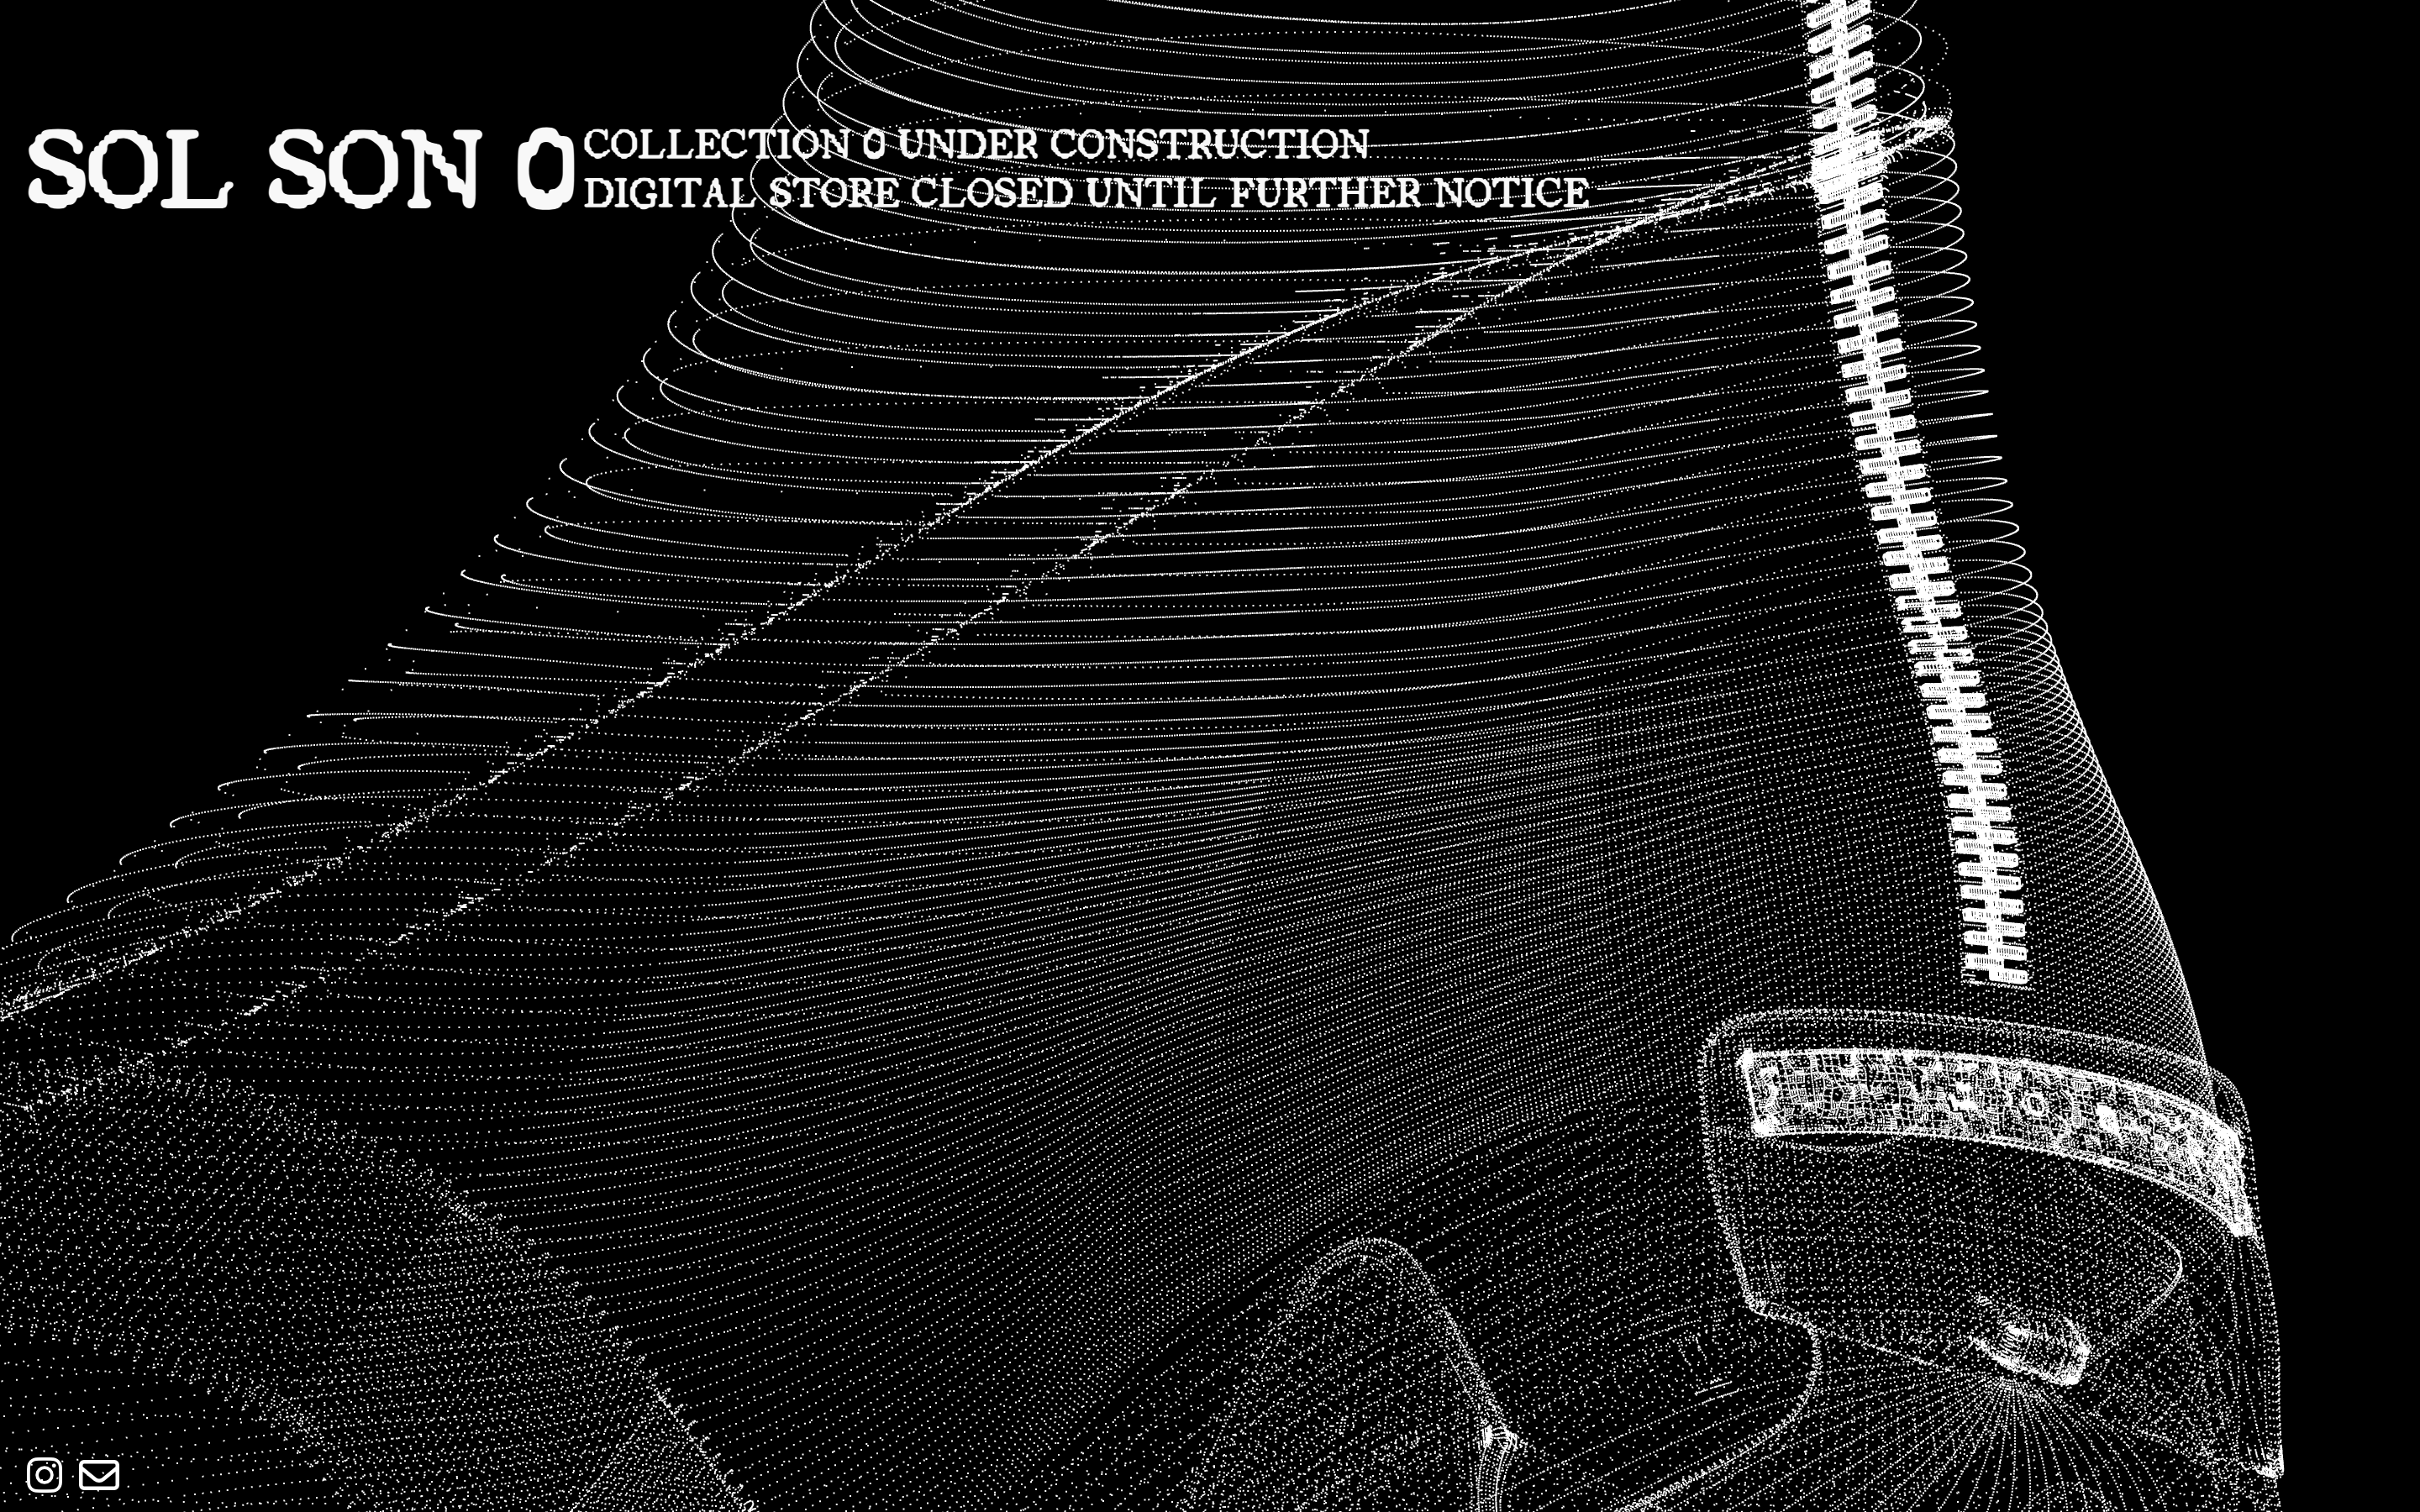 SOL SON 0
COLLECTION 0 UNDER CONSTRUCTION
DIGITAL STORE CLOSED UNTIL FURTHER NOTICE